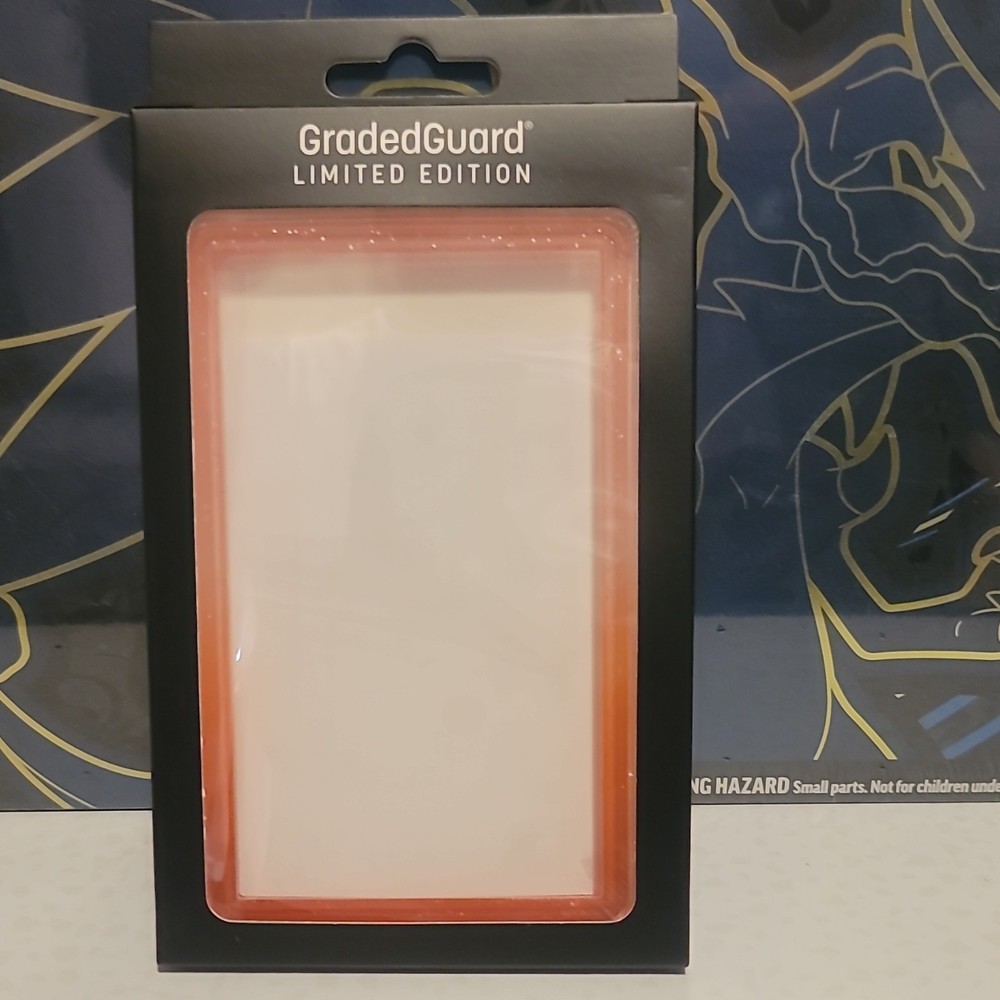 GradedGuard®
LIMITED EDITION
NG HAZARD Small parts. Not for children unde